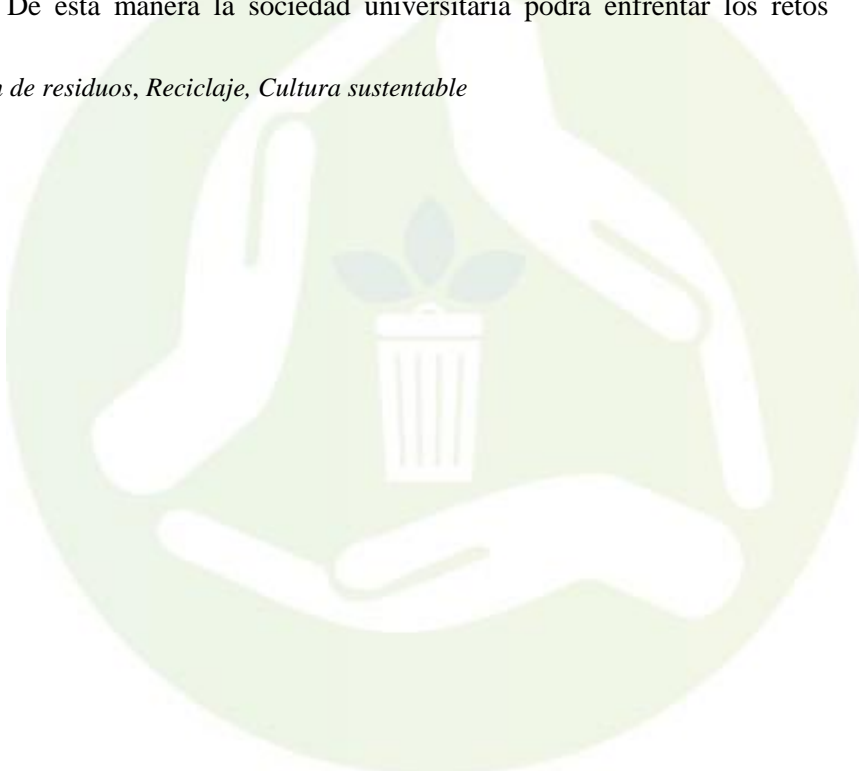 De esta manera la sociedad universitaria podrá enfrentar los retos
de residuos, Reciclaje, Cultura sustentable